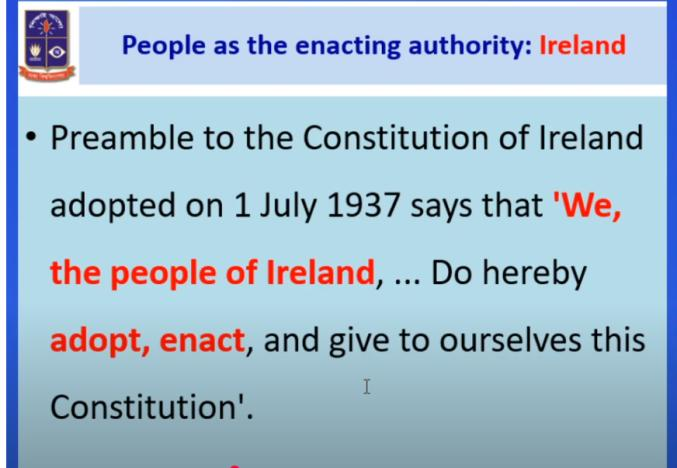 People as the enacting authority: Ireland
• Preamble to the Constitution of Ireland
adopted on 1 July 1937 says that 'We,
the people of Ireland, ... Do hereby
adopt, enact, and give to ourselves this
Constitution'.